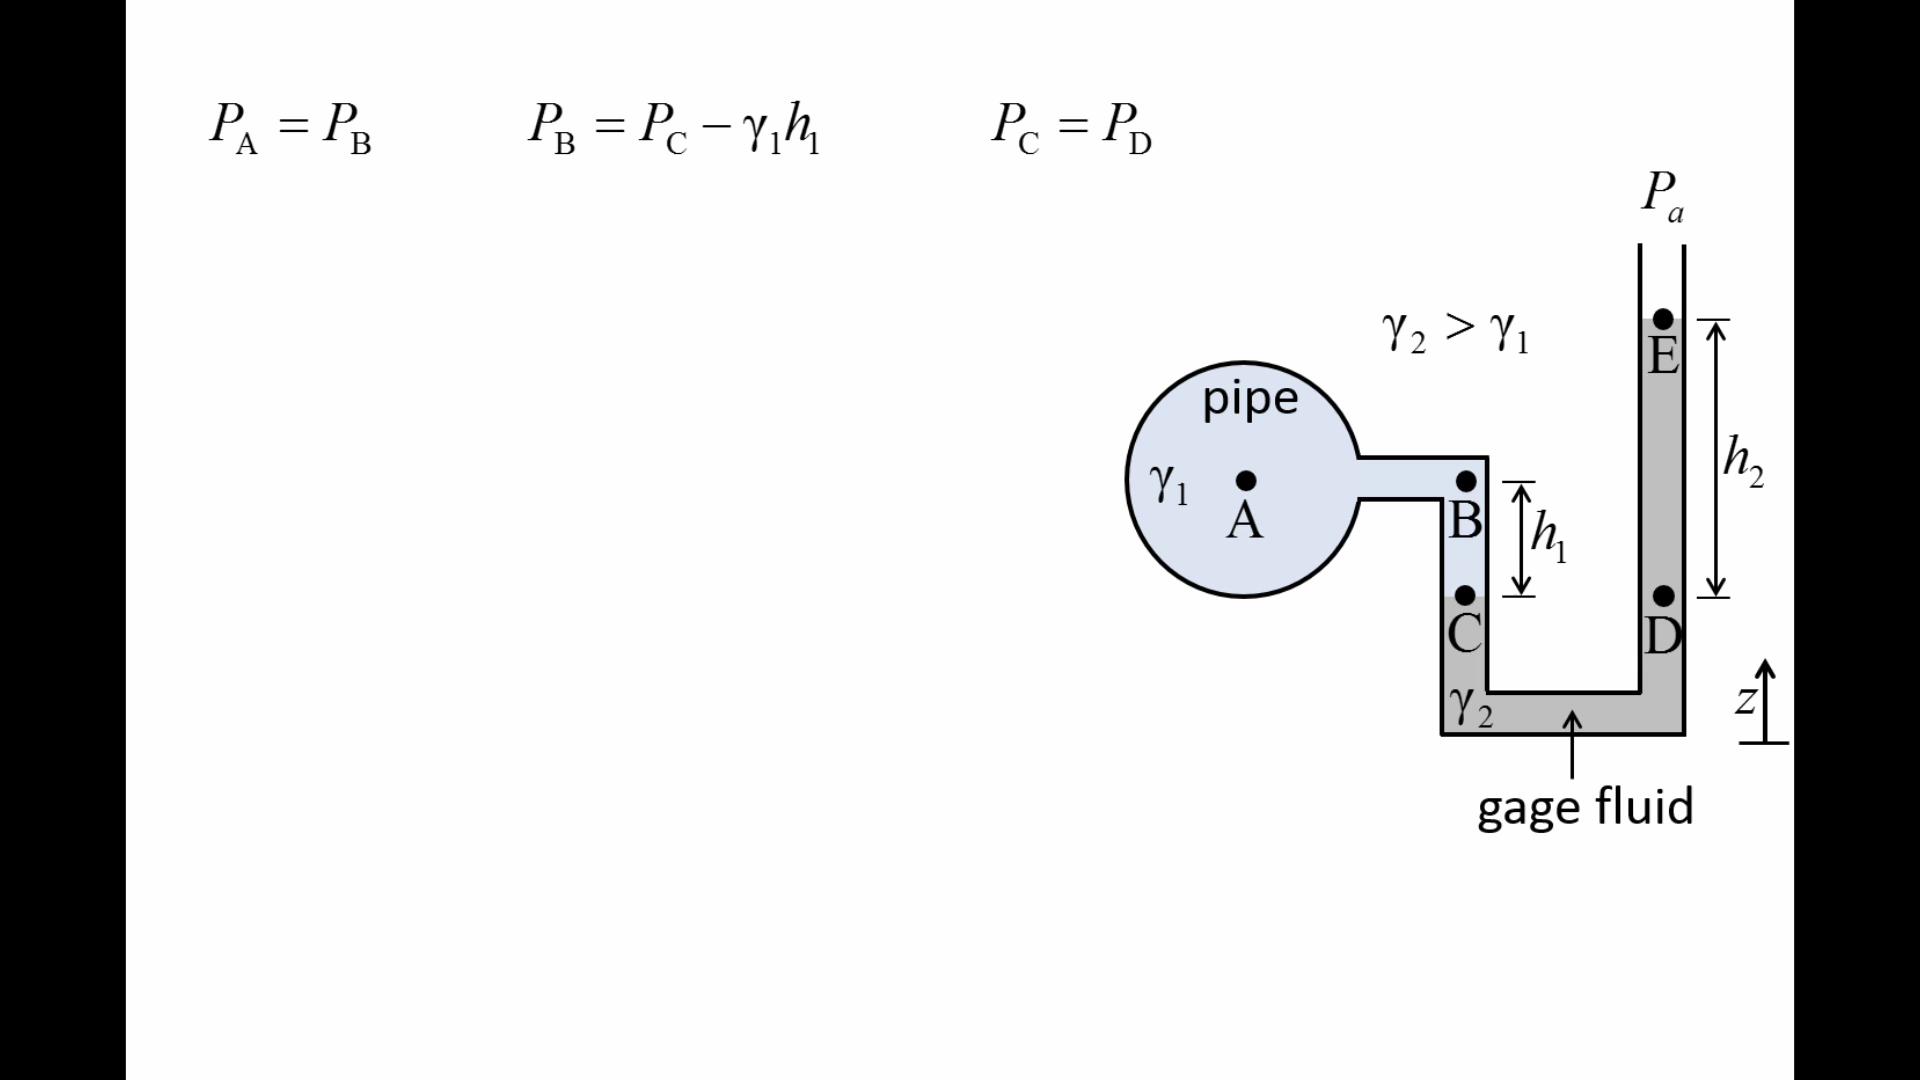 P_A = P_B
P_B = P_C − γ_1h_1
P_C = P_D
P_a
γ_2 > γ_1
E
pipe
h_2
γ_1
A
B
h_1
C
D
γ_2
z
gage fluid